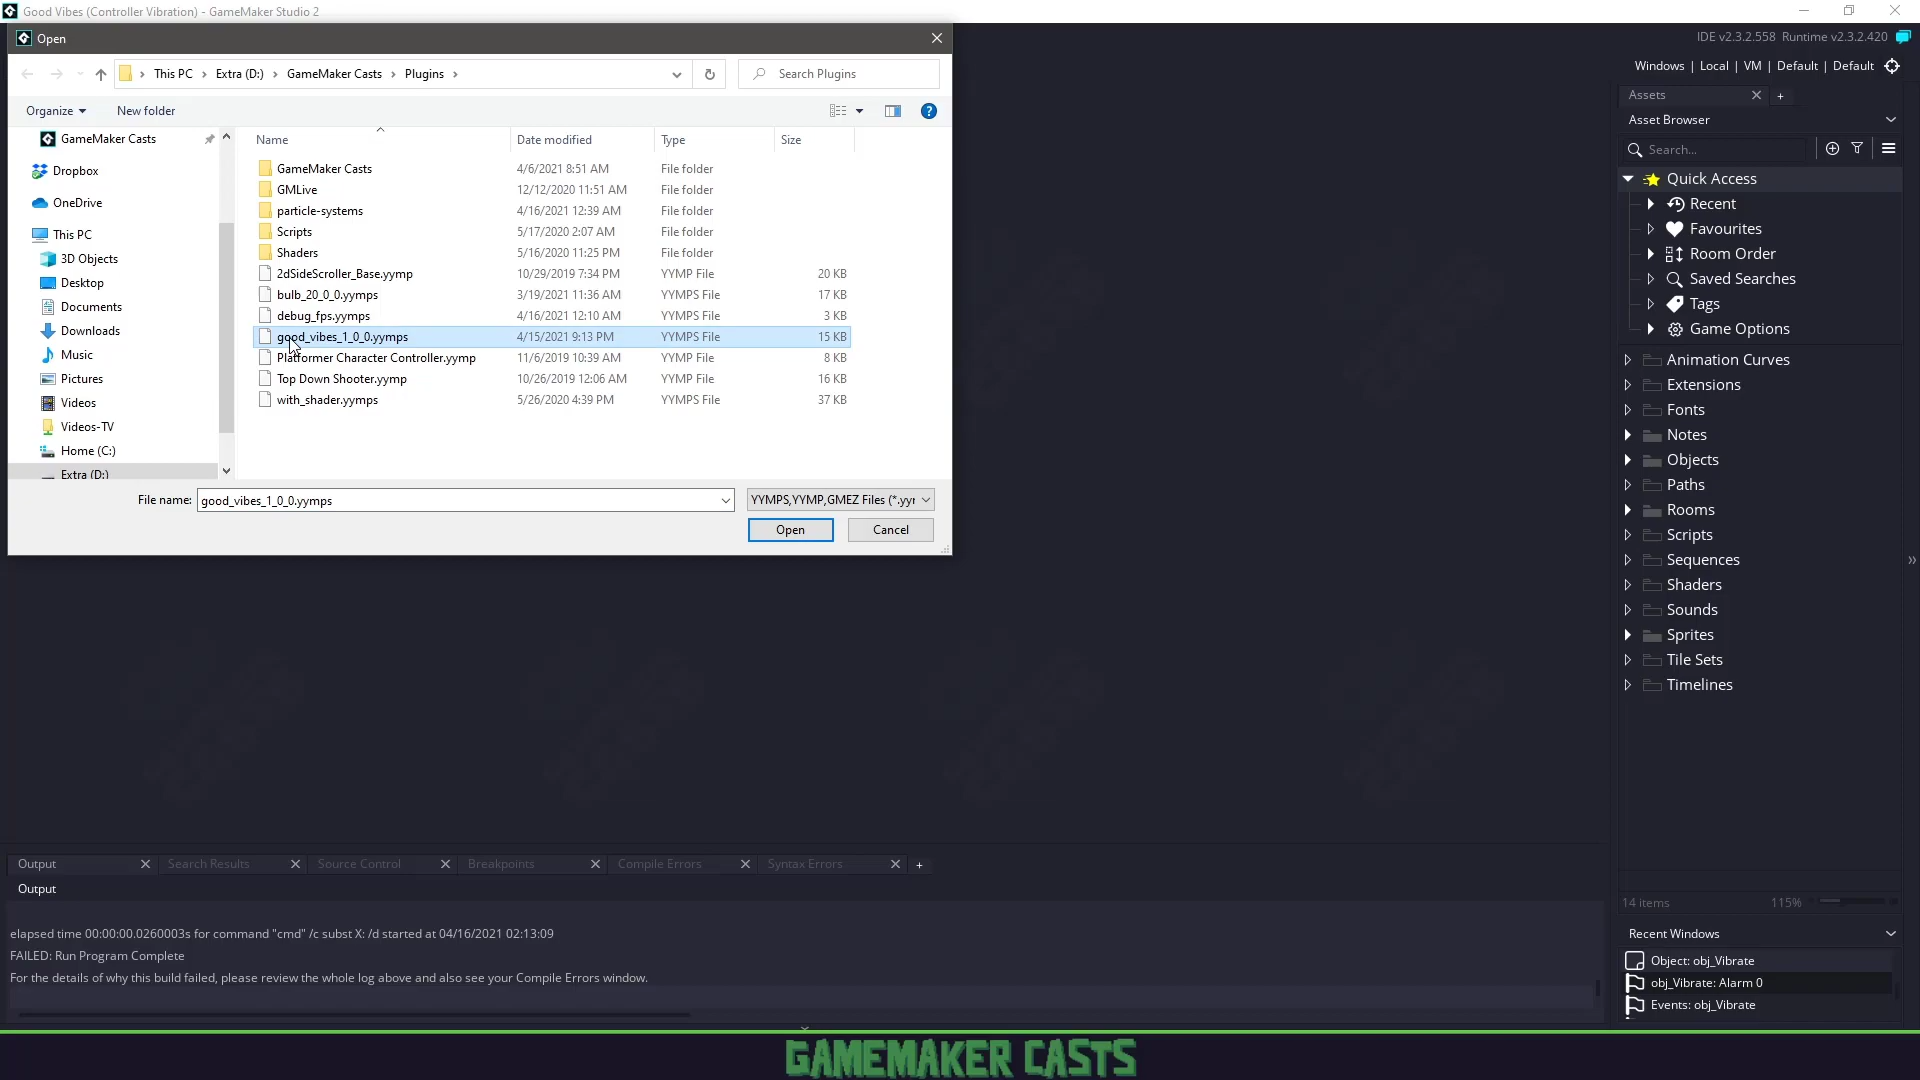 Good Vibes (Controller Vibration) - GameMaker Studio 2
IDE v2.3.2.558 Runtime v2.3.2.420
Windows | Local | VM | Default | Default
Open
This PC > Extra (D:) > GameMaker Casts > Plugins >
Search Plugins
Organize
New folder
GameMaker Casts
Dropbox
OneDrive
This PC
3D Objects
Desktop
Documents
Downloads
Music
Pictures
Videos
Videos-TV
Home (C:)
Extra (D:)
Name Date modified Type Size
GameMaker Casts 4/6/2021 8:51 AM File folder
GMLive 12/12/2020 11:51 AM File folder
particle-systems 4/16/2021 12:39 AM File folder
Scripts 5/17/2020 2:07 AM File folder
Shaders 5/16/2020 11:25 PM File folder
2dSideScroller_Base.yymp 10/29/2019 7:34 PM YYMP File 20 KB
bulb_20_0_0.yymps 3/19/2021 11:36 AM YYMPS File 17 KB
debug_fps.yymps 4/16/2021 12:10 AM YYMPS File 3 KB
good_vibes_1_0_0.yymps 4/15/2021 9:13 PM YYMPS File 15 KB
Platformer Character Controller.yymp 11/6/2019 10:39 AM YYMP File 8 KB
Top Down Shooter.yymp 10/26/2019 12:06 AM YYMP File 16 KB
with_shader.yymps 5/26/2020 4:39 PM YYMPS File 37 KB
File name: good_vibes_1_0_0.yymps
YYMPS,YYMP,GMEZ Files (*.yyr
Open
Cancel
Assets
Asset Browser
Search...
Quick Access
Recent
Favourites
Room Order
Saved Searches
Tags
Game Options
Animation Curves
Extensions
Fonts
Notes
Objects
Paths
Rooms
Scripts
Sequences
Shaders
Sounds
Sprites
Tile Sets
Timelines
14 items 115%
Recent Windows
Object: obj_Vibrate
obj_Vibrate: Alarm 0
Events: obj_Vibrate
Output Search Results Source Control Breakpoints Compile Errors Syntax Errors
Output
elapsed time 00:00:00.0260003s for command "cmd" /c subst X: /d started at 04/16/2021 02:13:09
FAILED: Run Program Complete
For the details of why this build failed, please review the whole log above and also see your Compile Errors window.
GAMEMAKER CASTS